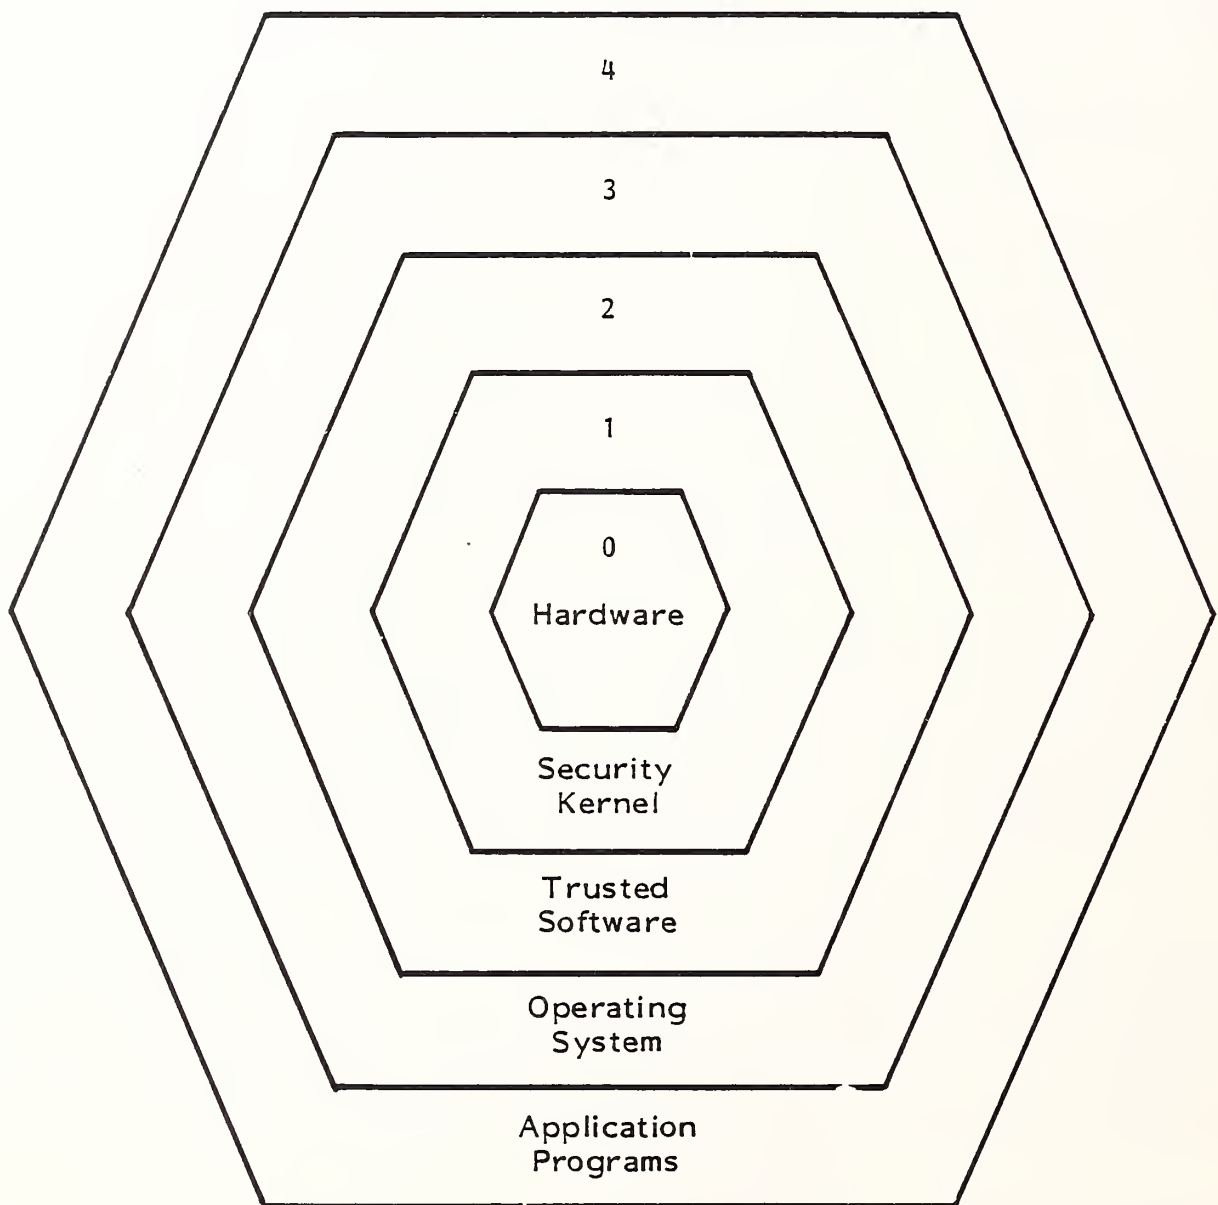 4
3
2
1
0
Hardware
Security
Kernel
Trusted
Software
Operating
System
Application
Programs